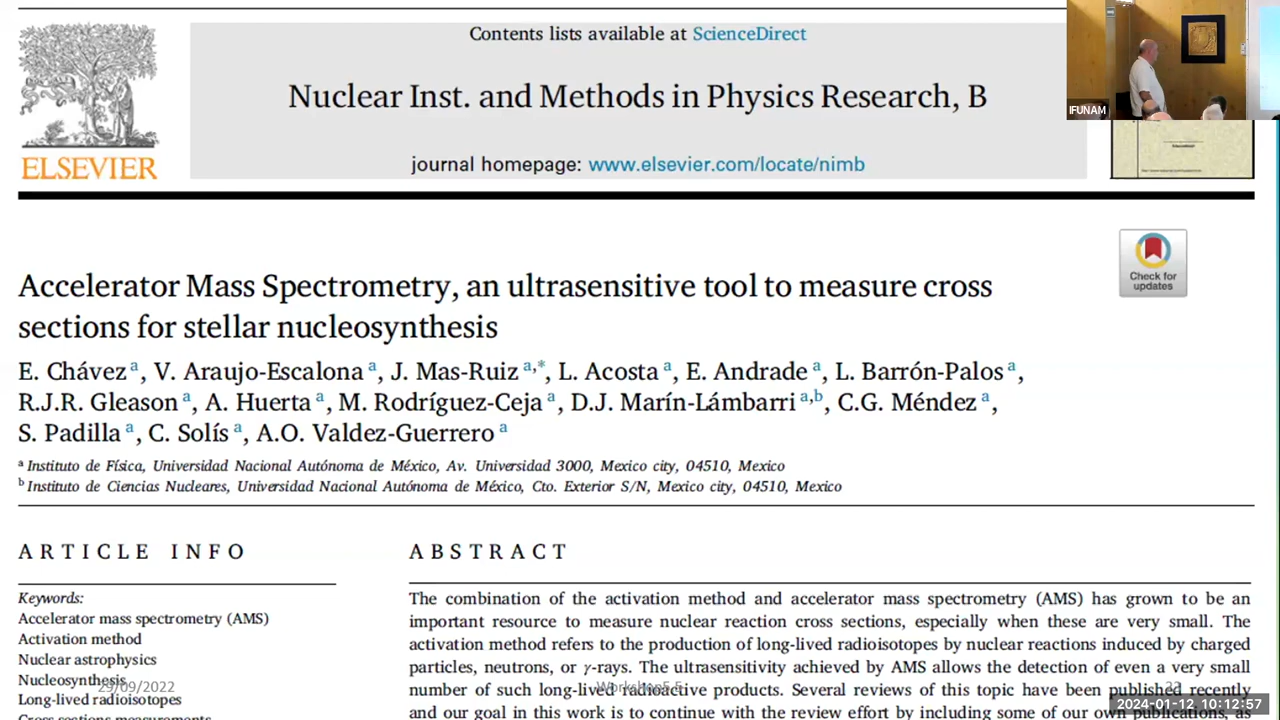 Contents lists available at ScienceDirect
Nuclear Inst. and Methods in Physics Research, B
journal homepage: www.elsevier.com/locate/nimb
ELSEVIER
IFUNAM
Check for
updates
Accelerator Mass Spectrometry, an ultrasensitive tool to measure cross
sections for stellar nucleosynthesis
E. Chávez a, V. Araujo-Escalona a, J. Mas-Ruiz a,*, L. Acosta a, E. Andrade a, L. Barrón-Palos a,
R.J.R. Gleason a, A. Huerta a, M. Rodríguez-Ceja a, D.J. Marín-Lámbarri a,b, C.G. Méndez a,
S. Padilla a, C. Solís a, A.O. Valdez-Guerrero a
a Instituto de Física, Universidad Nacional Autónoma de México, Av. Universidad 3000, Mexico city, 04510, Mexico
b Instituto de Ciencias Nucleares, Universidad Nacional Autónoma de México, Cto. Exterior S/N, Mexico city, 04510, Mexico
ARTICLE INFO
Keywords:
Accelerator mass spectrometry (AMS)
Activation method
Nuclear astrophysics
Nucleosynthesis
Long-lived radioisotopes
Cross sections measurements
ABSTRACT
The combination of the activation method and accelerator mass spectrometry (AMS) has grown to be an
important resource to measure nuclear reaction cross sections, especially when these are very small. The
activation method refers to the production of long-lived radioisotopes by nuclear reactions induced by charged
particles, neutrons, or γ-rays. The ultrasensitivity achieved by AMS allows the detection of even a very small
number of such long-lived radioactive products. Several reviews of this topic have been published recently
and our goal in this work is to continue with the review effort by including some of our own publications, as
29/09/2022
Workshop5.5
22
2024-01-12 10:12:57